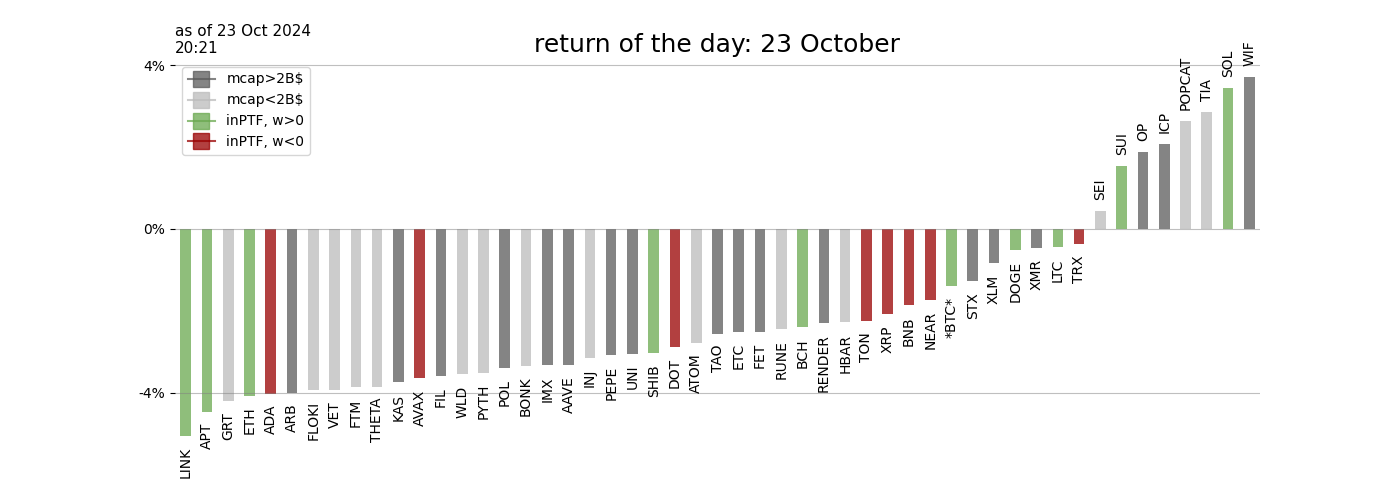 as of 23 Oct 2024
20:21
return of the day: 23 October
4%
0%
-4%
mcap>2B$
mcap<2B$
inPTF, w>0
inPTF, w<0
LINK
APT
GRT
ETH
ADA
ARB
FLOKI
VET
FTM
THETA
KAS
AVAX
FIL
WLD
PYTH
POL
BONK
IMX
AAVE
INJ
PEPE
UNI
SHIB
DOT
ATOM
TAO
ETC
FET
RUNE
BCH
RENDER
HBAR
TON
XRP
BNB
NEAR
*BTC*
STX
XLM
DOGE
XMR
LTC
TRX
SEI
SUI
OP
ICP
POPCAT
TIA
SOL
WIF